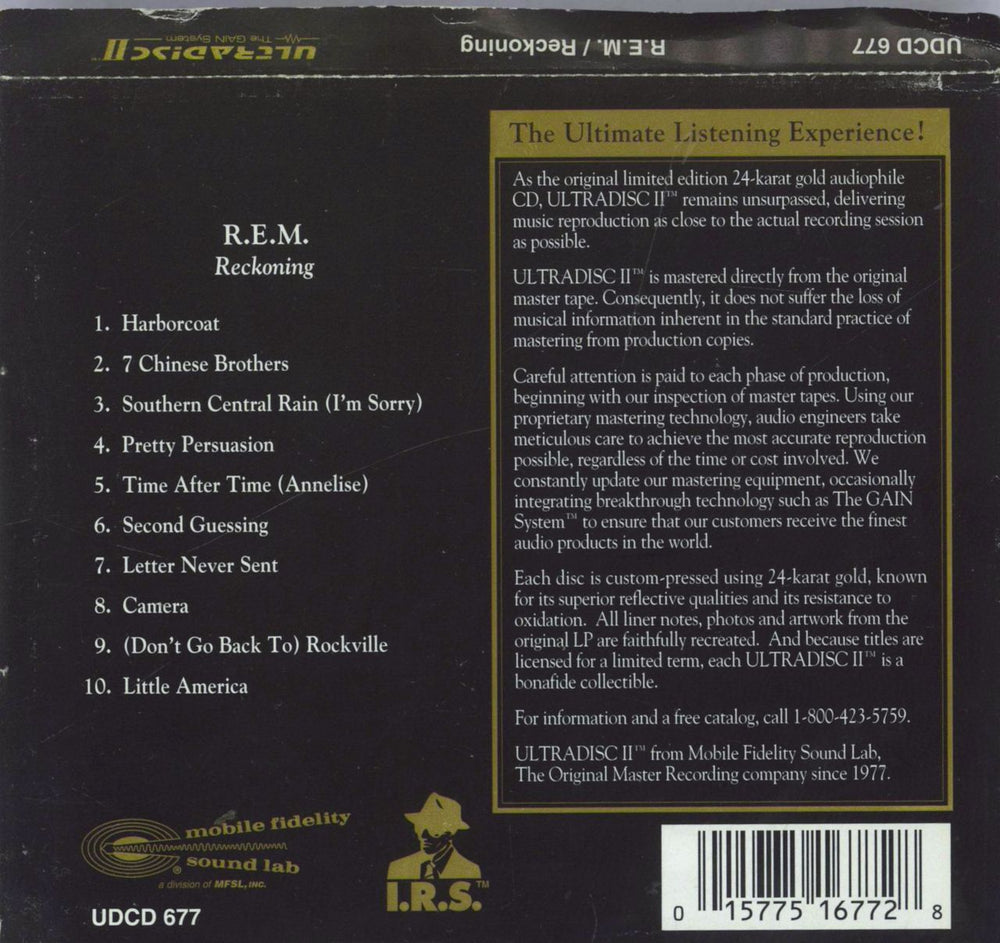 ULTRADISC II
The GAIN System
R.E.M. / Reckoning
UDCD 677
R.E.M.
Reckoning
1. Harborcoat
2. 7 Chinese Brothers
3. Southern Central Rain (I'm Sorry)
4. Pretty Persuasion
5. Time After Time (Annelise)
6. Second Guessing
7. Letter Never Sent
8. Camera
9. (Don't Go Back To) Rockville
10. Little America
The Ultimate Listening Experience!
As the original limited edition 24-karat gold audiophile
CD, ULTRADISC II™ remains unsurpassed, delivering
music reproduction as close to the actual recording session
as possible.
ULTRADISC II™ is mastered directly from the original
master tape. Consequently, it does not suffer the loss of
musical information inherent in the standard practice of
mastering from production copies.
Careful attention is paid to each phase of production,
beginning with our inspection of master tapes. Using our
proprietary mastering technology, audio engineers take
meticulous care to achieve the most accurate reproduction
possible, regardless of the time or cost involved. We
constantly update our mastering equipment, occasionally
integrating breakthrough technology such as The GAIN
System™ to ensure that our customers receive the finest
audio products in the world.
Each disc is custom-pressed using 24-karat gold, known
for its superior reflective qualities and its resistance to
oxidation. All liner notes, photos and artwork from the
original LP are faithfully recreated. And because titles are
licensed for a limited term, each ULTRADISC II™ is a
bonafide collectible.
For information and a free catalog, call 1-800-423-5759.
ULTRADISC II™ from Mobile Fidelity Sound Lab,
The Original Master Recording company since 1977.
mobile fidelity
sound lab
®
a division of MFSL, INC.
UDCD 677
I.R.S.™
0 15775 16772 8